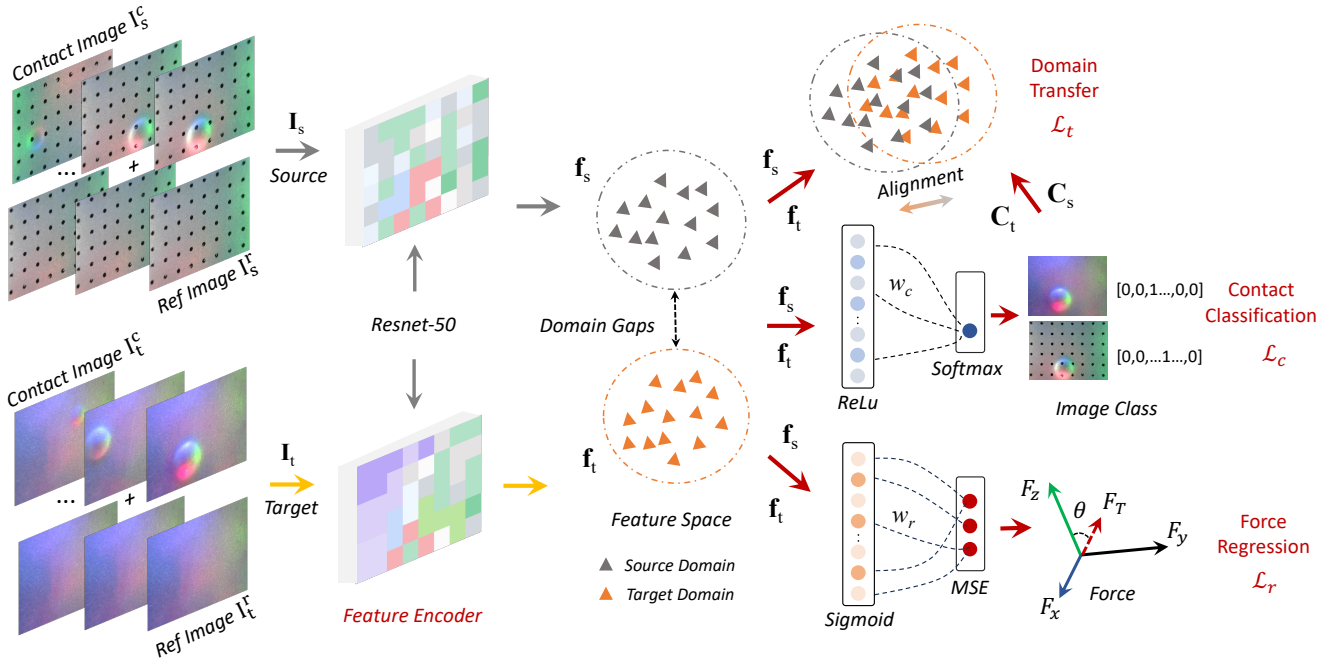 Contact Image I_s^c
...
+
Ref Image I_s^r
I_s
Source
Contact Image I_t^c
...
+
Ref Image I_t^r
I_t
Target
Resnet-50
Feature Encoder
f_s
Domain Gaps
f_t
Feature Space
Source Domain
Target Domain
f_s
f_t
Alignment
Domain
Transfer
ℒ_t
C_s
C_t
f_s
f_t
w_c
ReLu
Softmax
[0,0,1...,0,0]
[0,0,...1...,0]
Image Class
Contact
Classification
ℒ_c
f_s
f_t
w_r
Sigmoid
MSE
F_z
θ
F_T
F_y
F_x
Force
Force
Regression
ℒ_r